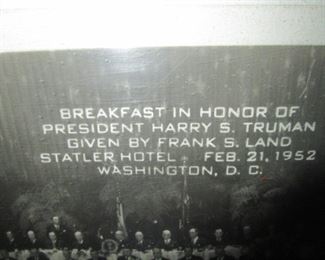 BREAKFAST IN HONOR OF
PRESIDENT HARRY S. TRUMAN
GIVEN BY FRANK S. LAND
STATLER HOTEL - FEB. 21, 1952
WASHINGTON, D. C.